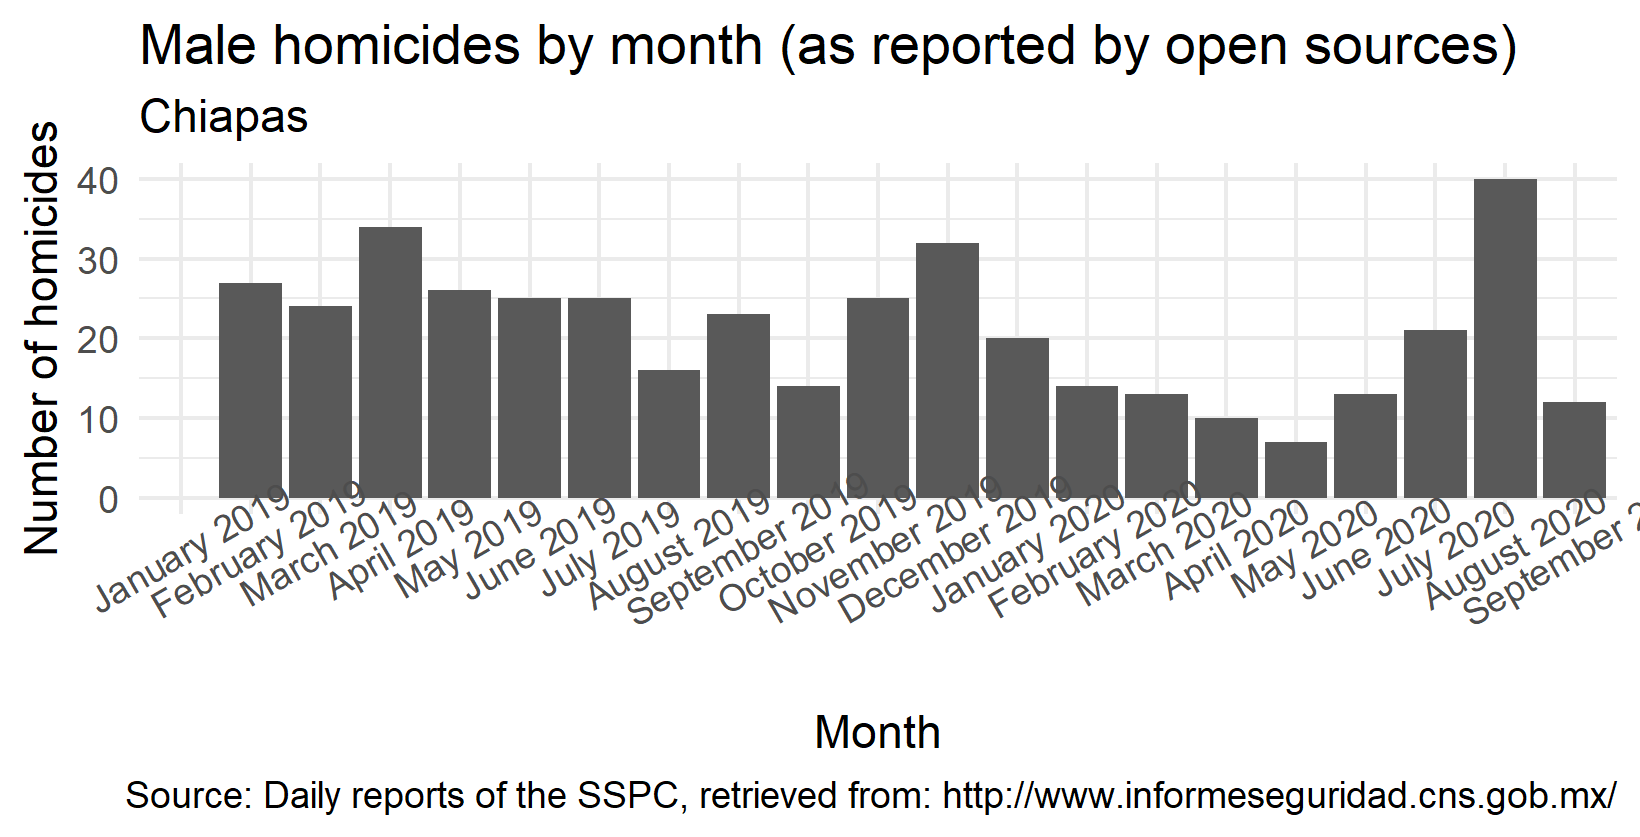 Male homicides by month (as reported by open sources)
Chiapas
Number of homicides
40
30
20
10
0
January 2019
February 2019
March 2019
April 2019
May 2019
June 2019
July 2019
August 2019
September 2019
October 2019
November 2019
December 2019
January 2020
February 2020
March 2020
April 2020
May 2020
June 2020
July 2020
August 2020
September 2
Month
Source: Daily reports of the SSPC, retrieved from: http://www.informeseguridad.cns.gob.mx/